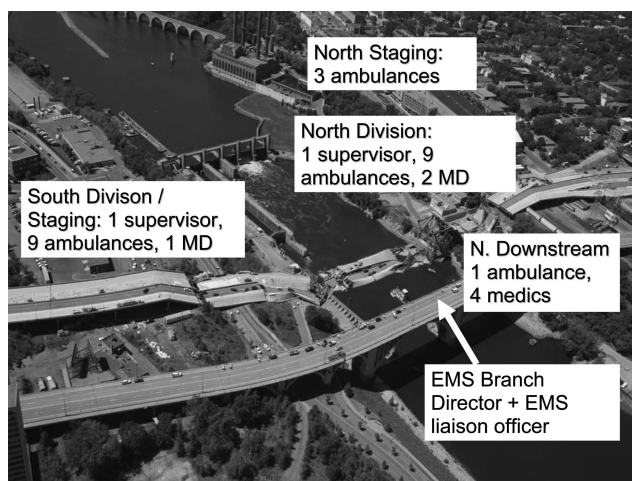 North Staging:
3 ambulances
North Division:
1 supervisor, 9
ambulances, 2 MD
South Divison /
Staging: 1 supervisor,
9 ambulances, 1 MD
N. Downstream
1 ambulance,
4 medics
EMS Branch
Director + EMS
liaison officer